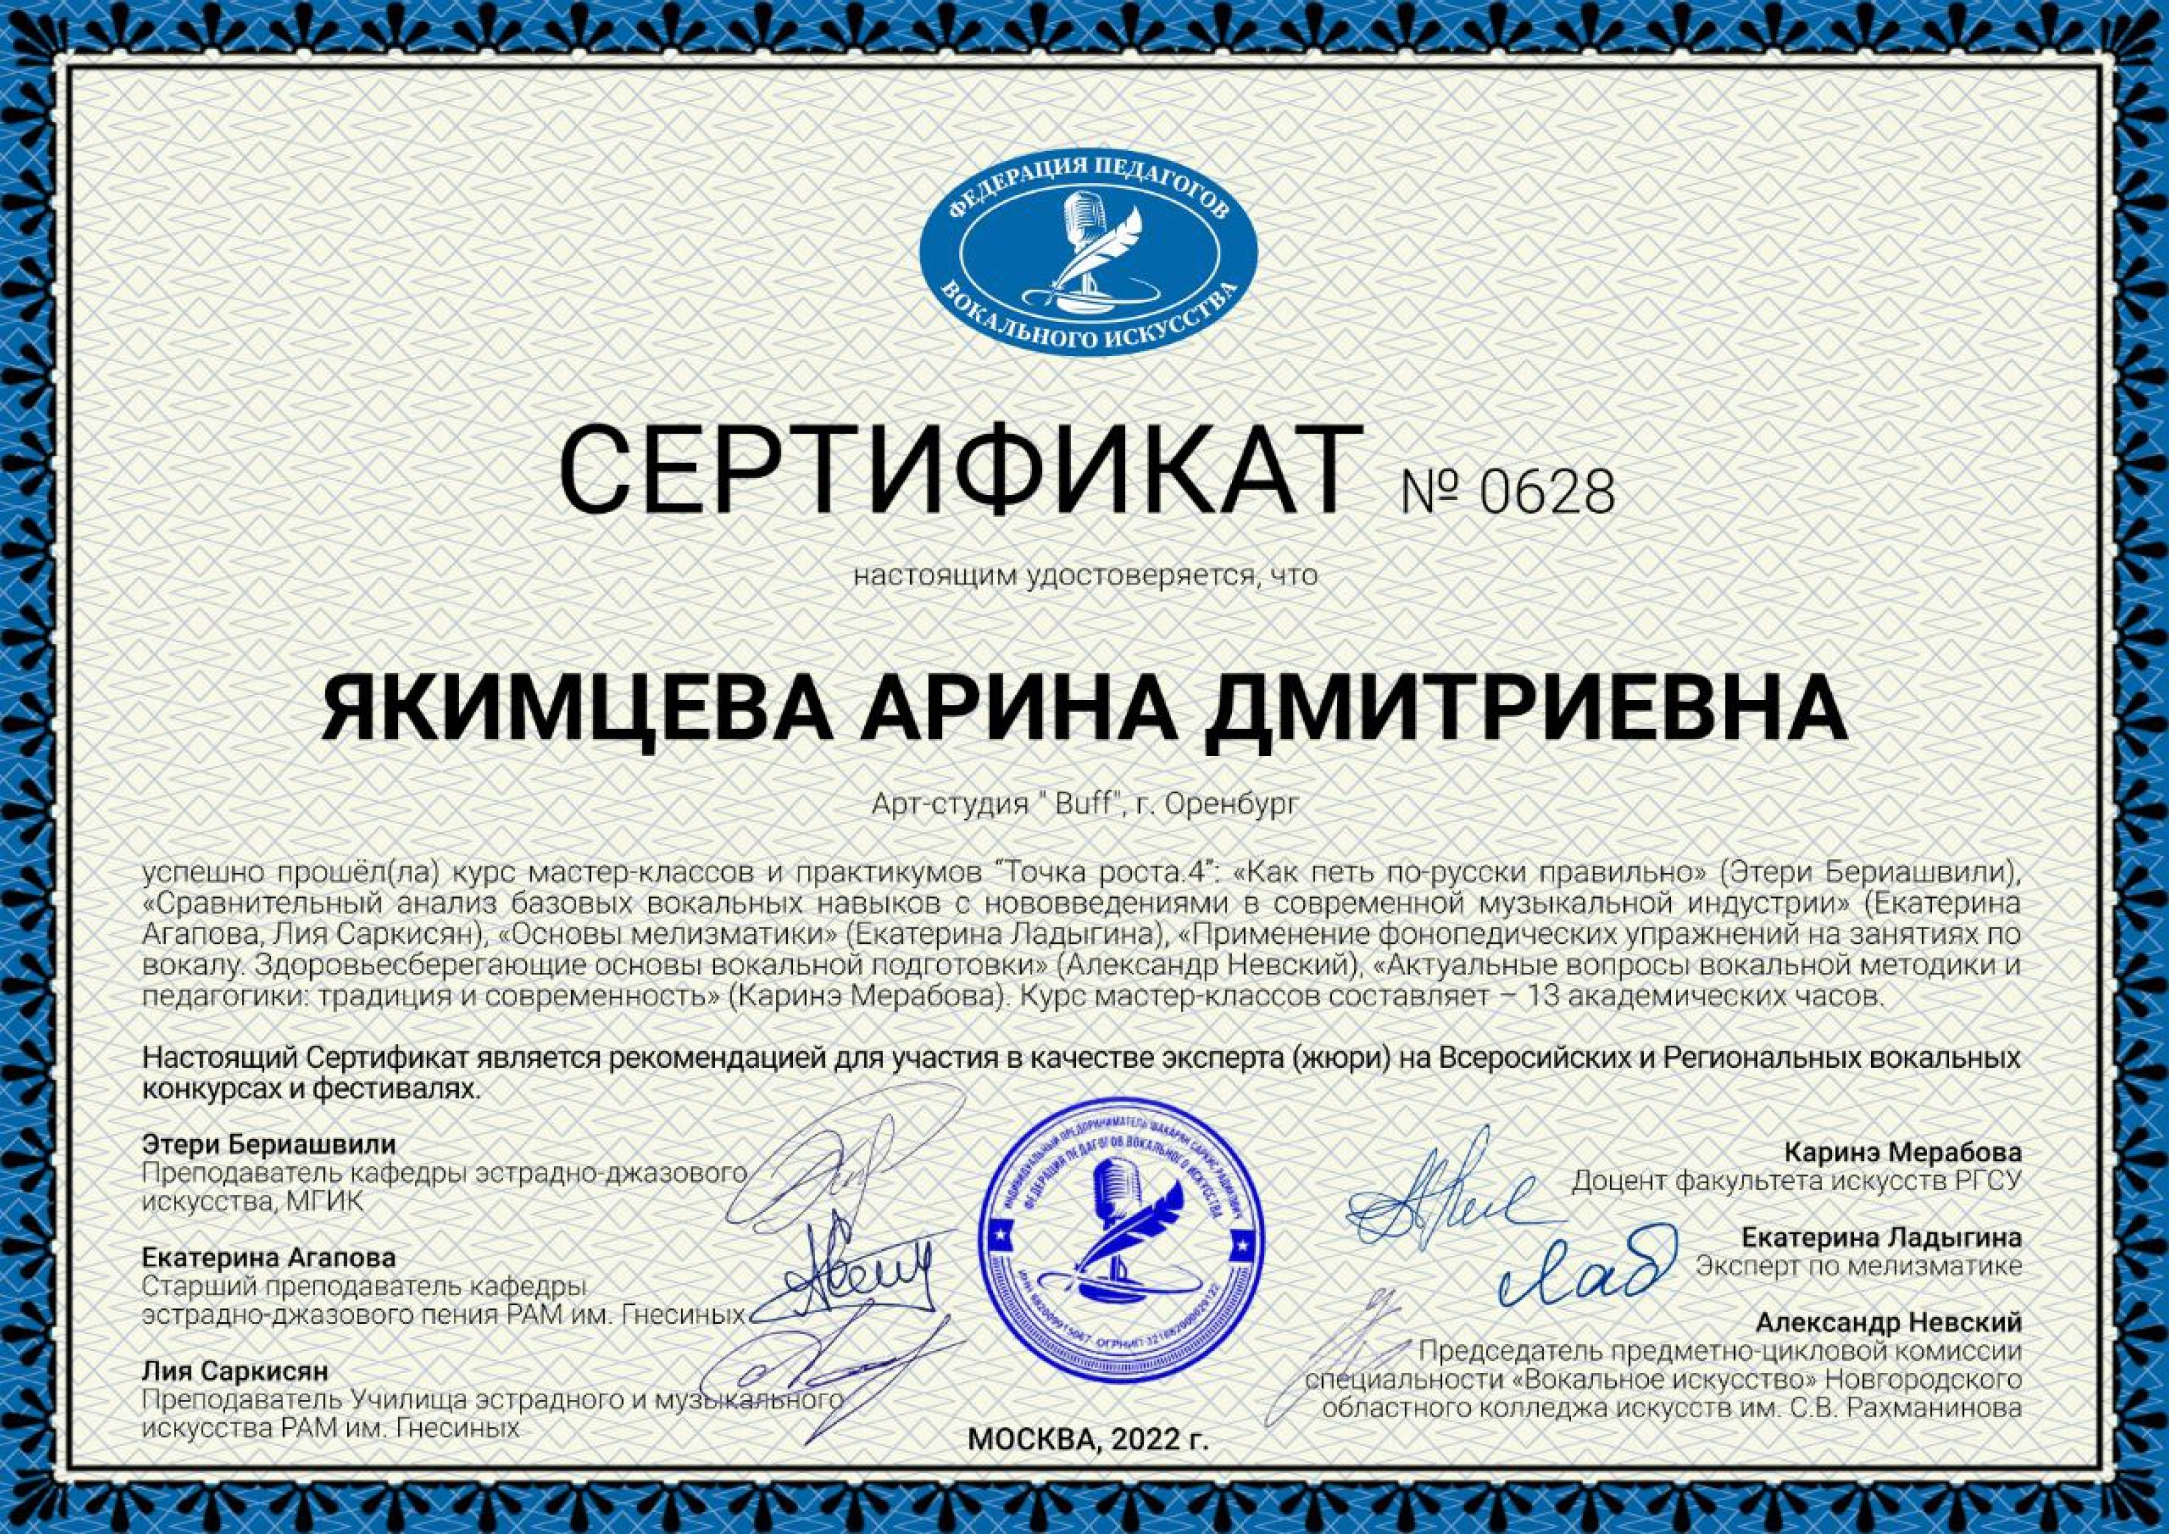 ФЕДЕРАЦИЯ ПЕДАГОГОВ
ВОКАЛЬНОГО ИСКУССТВА
СЕРТИФИКАТ № 0628
настоящим удостоверяется, что
ЯКИМЦЕВА АРИНА ДМИТРИЕВНА
Арт-студия " Buff", г. Оренбург
успешно прошёл(ла) курс мастер-классов и практикумов “Точка роста.4”: «Как петь по-русски правильно» (Этери Бериашвили),
«Сравнительный анализ базовых вокальных навыков с нововведениями в современной музыкальной индустрии» (Екатерина
Агапова, Лия Саркисян), «Основы мелизматики» (Екатерина Ладыгина), «Применение фонопедических упражнений на занятиях по
вокалу. Здоровьесберегающие основы вокальной подготовки» (Александр Невский), «Актуальные вопросы вокальной методики и
педагогики: традиция и современность» (Каринэ Мерабова). Курс мастер-классов составляет – 13 академических часов.
Настоящий Сертификат является рекомендацией для участия в качестве эксперта (жюри) на Всеросийских и Региональных вокальных
конкурсах и фестивалях.
Этери Бериашвили
Преподаватель кафедры эстрадно-джазового
искусства, МГИК
Екатерина Агапова
Старший преподаватель кафедры
эстрадно-джазового пения РАМ им. Гнесиных
Лия Саркисян
Преподаватель Училища эстрадного и музыкального
искусства РАМ им. Гнесиных
ИНДИВИДУАЛЬНЫЙ ПРЕДПРИНИМАТЕЛЬ ШАКАРЯН САРКИС
ФЕДЕРАЦИЯ ПЕДАГОГОВ ВОКАЛЬНОГО ИСКУССТВА
ИНН ОГРНИП
МОСКВА, 2022 г.
Каринэ Мерабова
Доцент факультета искусств РГСУ
Екатерина Ладыгина
Эксперт по мелизматике
Александр Невский
Председатель предметно-цикловой комиссии
специальности «Вокальное искусство» Новгородского
областного колледжа искусств им. С.В. Рахманинова